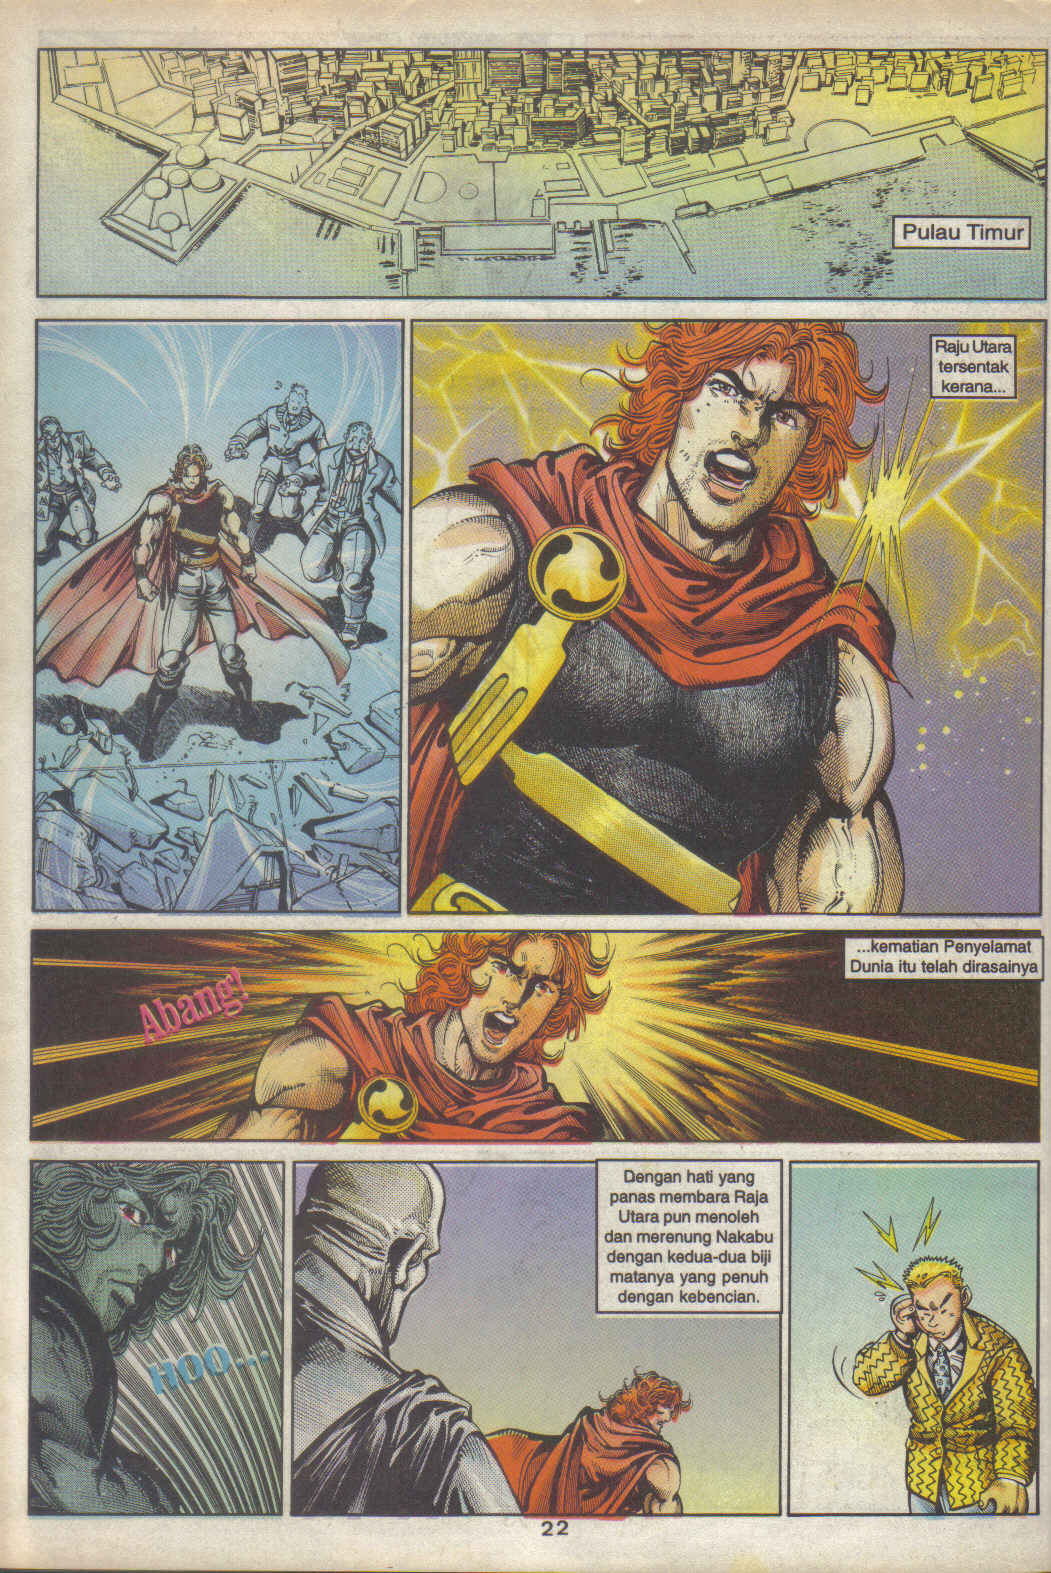 Pulau Timur
Raju Utara
tersentak
kerana...
...kematian Penyelamat
Dunia itu telah dirasainya
Abang!
Dengan hati yang
panas membara Raja
Utara pun menoleh
dan merenung Nakabu
dengan kedua-dua biji
matanya yang penuh
dengan kebencian.
HOO...
22